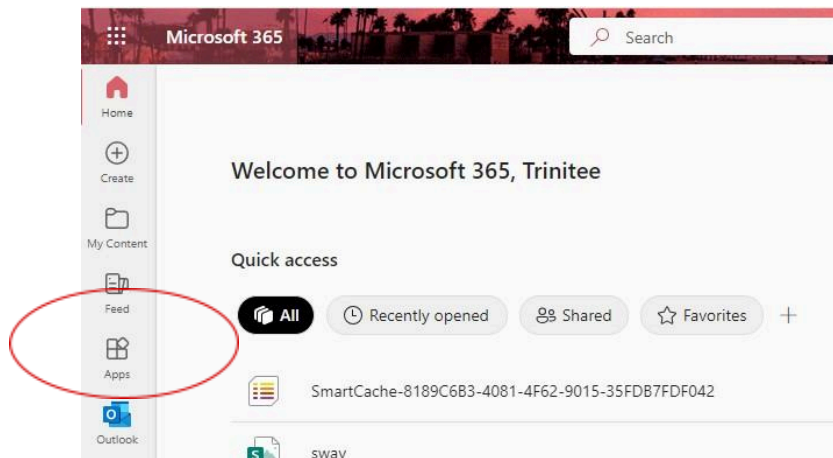 Microsoft 365
Search
Home
Create
My Content
Feed
Apps
Outlook
Welcome to Microsoft 365, Trinitee
Quick access
All
Recently opened
Shared
Favorites
SmartCache-8189C6B3-4081-4F62-9015-35FDB7FDF042
S
sway